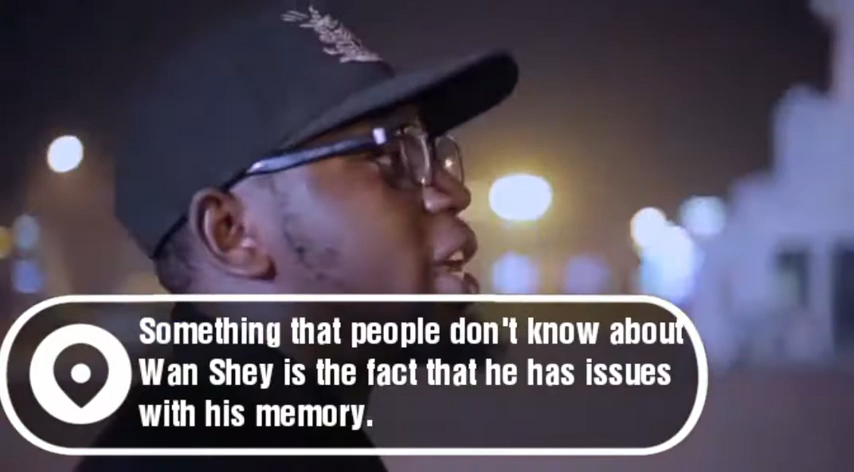 Something that people don't know about
Wan Shey is the fact that he has issues
with his memory.